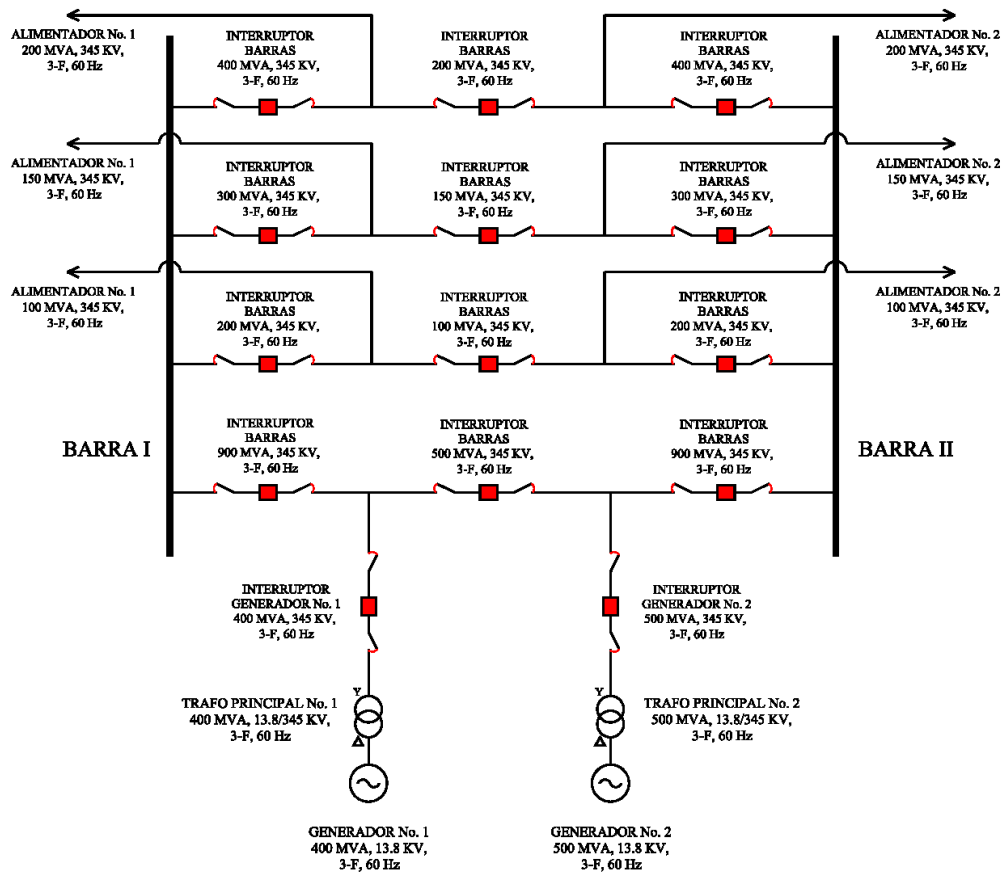 ALIMENTADOR No. 1
200 MVA, 345 KV,
3-F, 60 Hz
INTERRUPTOR
BARRAS
400 MVA, 345 KV,
3-F, 60 Hz
INTERRUPTOR
BARRAS
200 MVA, 345 KV,
3-F, 60 Hz
INTERRUPTOR
BARRAS
400 MVA, 345 KV,
3-F, 60 Hz
ALIMENTADOR No. 2
200 MVA, 345 KV,
3-F, 60 Hz
ALIMENTADOR No. 1
150 MVA, 345 KV,
3-F, 60 Hz
INTERRUPTOR
BARRAS
300 MVA, 345 KV,
3-F, 60 Hz
INTERRUPTOR
BARRAS
150 MVA, 345 KV,
3-F, 60 Hz
INTERRUPTOR
BARRAS
300 MVA, 345 KV,
3-F, 60 Hz
ALIMENTADOR No. 2
150 MVA, 345 KV,
3-F, 60 Hz
ALIMENTADOR No. 1
100 MVA, 345 KV,
3-F, 60 Hz
INTERRUPTOR
BARRAS
200 MVA, 345 KV,
3-F, 60 Hz
INTERRUPTOR
BARRAS
100 MVA, 345 KV,
3-F, 60 Hz
INTERRUPTOR
BARRAS
200 MVA, 345 KV,
3-F, 60 Hz
ALIMENTADOR No. 2
100 MVA, 345 KV,
3-F, 60 Hz
BARRA I
INTERRUPTOR
BARRAS
900 MVA, 345 KV,
3-F, 60 Hz
INTERRUPTOR
BARRAS
500 MVA, 345 KV,
3-F, 60 Hz
INTERRUPTOR
BARRAS
900 MVA, 345 KV,
3-F, 60 Hz
BARRA II
INTERRUPTOR
GENERADOR No. 1
400 MVA, 345 KV,
3-F, 60 Hz
INTERRUPTOR
GENERADOR No. 2
500 MVA, 345 KV,
3-F, 60 Hz
Y
TRAFO PRINCIPAL No. 1
400 MVA, 13.8/345 KV,
3-F, 60 Hz
Δ
Y
TRAFO PRINCIPAL No. 2
500 MVA, 13.8/345 KV,
3-F, 60 Hz
Δ
GENERADOR No. 1
400 MVA, 13.8 KV,
3-F, 60 Hz
GENERADOR No. 2
500 MVA, 13.8 KV,
3-F, 60 Hz